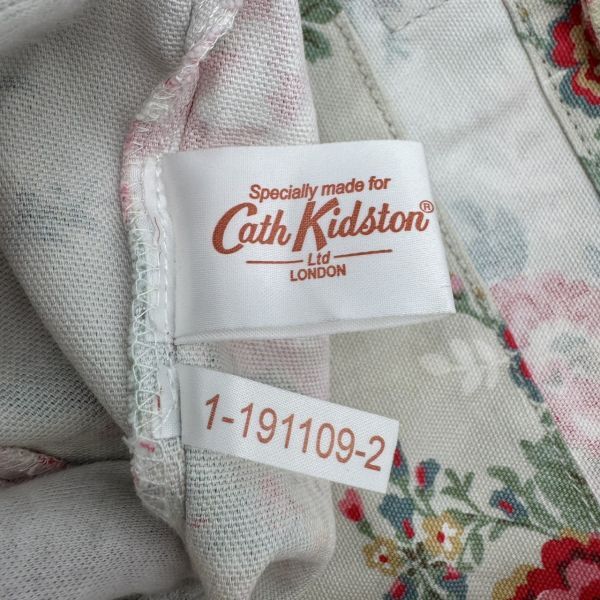 Specially made for
Cath Kidston®
Ltd
LONDON
1-191109-2